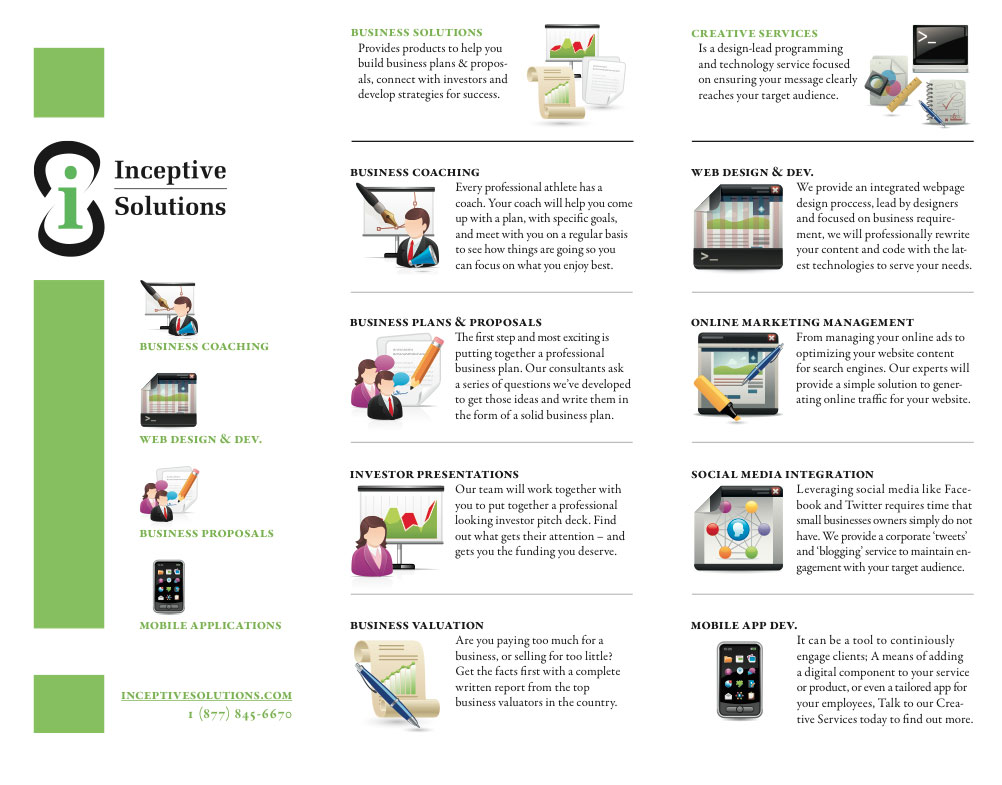 i
Inceptive
Solutions
BUSINESS COACHING
WEB DESIGN & DEV.
BUSINESS PROPOSALS
MOBILE APPLICATIONS
INCEPTIVESOLUTIONS.COM
1 (877) 845-6670
BUSINESS SOLUTIONS
Provides products to help you
build business plans & propos-
als, connect with investors and
develop strategies for success.
BUSINESS COACHING
Every professional athlete has a
coach. Your coach will help you come
up with a plan, with specific goals,
and meet with you on a regular basis
to see how things are going so you
can focus on what you enjoy best.
BUSINESS PLANS & PROPOSALS
The first step and most exciting is
putting together a professional
business plan. Our consultants ask
a series of questions we've developed
to get those ideas and write them in
the form of a solid business plan.
INVESTOR PRESENTATIONS
Our team will work together with
you to put together a professional
looking investor pitch deck. Find
out what gets their attention – and
gets you the funding you deserve.
BUSINESS VALUATION
Are you paying too much for a
business, or selling for too little?
Get the facts first with a complete
written report from the top
business valuators in the country.
CREATIVE SERVICES
Is a design-lead programming
and technology service focused
on ensuring your message clearly
reaches your target audience.
WEB DESIGN & DEV.
We provide an integrated webpage
design proccess, lead by designers
and focused on business require-
ment, we will professionally rewrite
your content and code with the lat-
est technologies to serve your needs.
ONLINE MARKETING MANAGEMENT
From managing your online ads to
optimizing your website content
for search engines. Our experts will
provide a simple solution to gener-
ating online traffic for your website.
SOCIAL MEDIA INTEGRATION
Leveraging social media like Face-
book and Twitter requires time that
small businesses owners simply do not
have. We provide a corporate 'tweets'
and 'blogging' service to maintain en-
gagement with your target audience.
MOBILE APP DEV.
It can be a tool to continiously
engage clients; A means of adding
a digital component to your service
or product, or even a tailored app for
your employees, Talk to our Crea-
tive Services today to find out more.